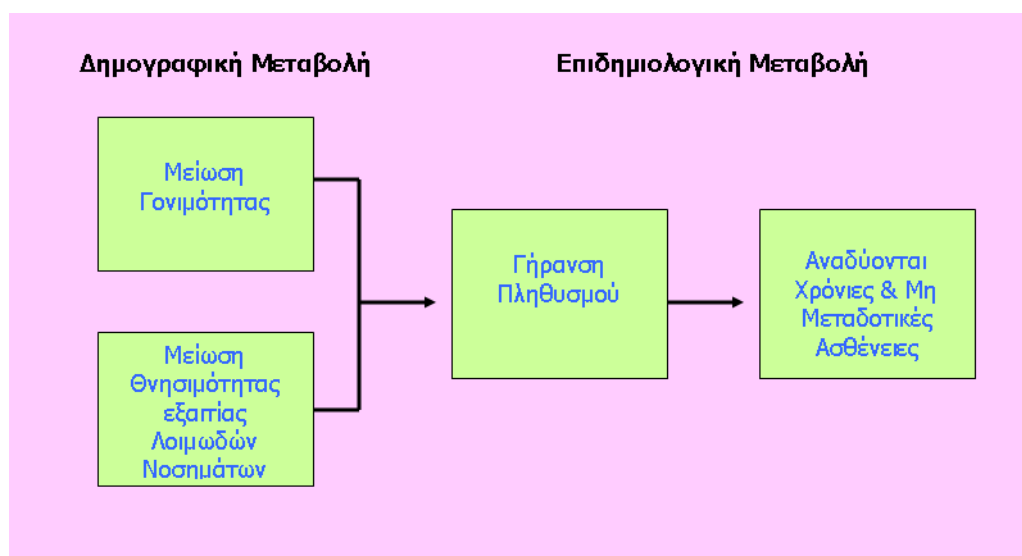 Δημογραφική Μεταβολή
Επιδημιολογική Μεταβολή
Μείωση
Γονιμότητας
Μείωση
Θνησιμότητας
εξαιτίας
Λοιμωδών
Νοσημάτων
Γήρανση
Πληθυσμού
Αναδύονται
Χρόνιες & Μη
Μεταδοτικές
Ασθένειες